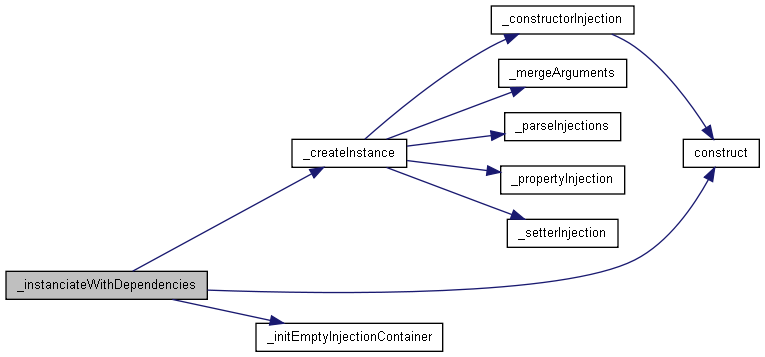 _constructorInjection
_mergeArguments
_parseInjections
_createInstance
construct
_propertyInjection
_setterInjection
_instanciateWithDependencies
_initEmptyInjectionContainer